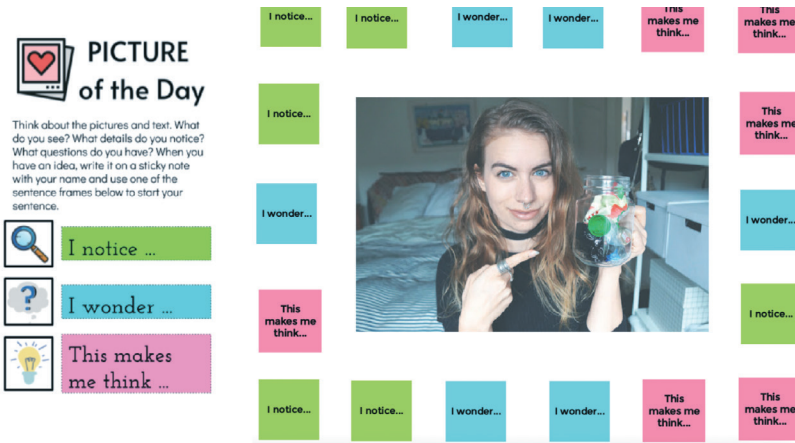 PICTURE
of the Day
Think about the pictures and text. What
do you see? What details do you notice?
What questions do you have? When you
have an idea, write it on a sticky note
with your name and use one of the
sentence frames below to start your
sentence.
I notice ...
I wonder ...
This makes
me think ...
I notice...
I notice...
I wonder...
I wonder...
This
makes me
think...
This
makes me
think...
I notice...
This
makes me
think...
I wonder...
I wonder...
This
makes me
think...
I notice...
I notice...
I notice...
I wonder...
I wonder...
This
makes me
think...
This
makes me
think...